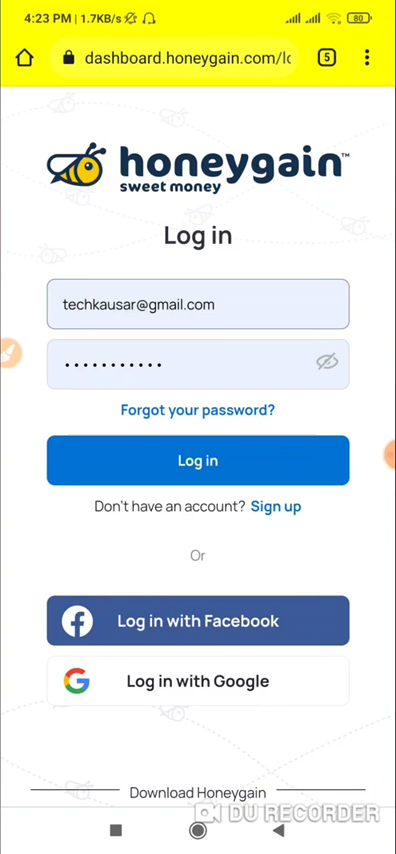 4:23 PM | 1.7KB/s
80
dashboard.honeygain.com/lo
5
honeygain™
sweet money
Log in
techkausar@gmail.com
Forgot your password?
Log in
Don't have an account? Sign up
Or
Log in with Facebook
Log in with Google
Download Honeygain
DU RECORDER